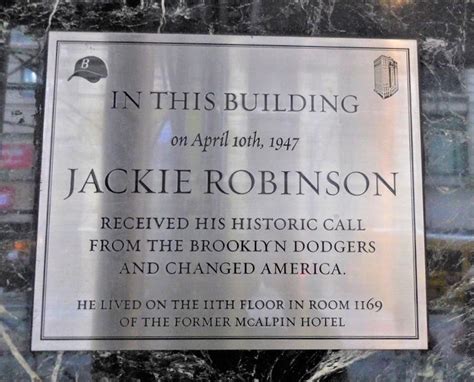 B
IN THIS BUILDING
on April 10th, 1947
JACKIE ROBINSON
RECEIVED HIS HISTORIC CALL
FROM THE BROOKLYN DODGERS
AND CHANGED AMERICA.
HE LIVED ON THE 11TH FLOOR IN ROOM 1169
OF THE FORMER McALPIN HOTEL